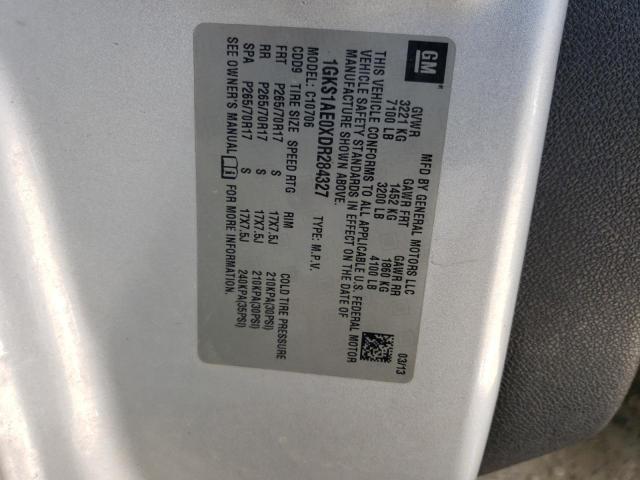 GM
MFD BY GENERAL MOTORS LLC
GVWR GAWR FRT GAWR RR
3221 KG 1452 KG 1860 KG
7100 LB 3200 LB 4100 LB
THIS VEHICLE CONFORMS TO ALL APPLICABLE U.S. FEDERAL MOTOR
VEHICLE SAFETY STANDARDS IN EFFECT ON THE DATE OF
MANUFACTURE SHOWN ABOVE.
03/13
1GKS1AE0XDR284327 TYPE: M.P.V.
MODEL: C10706
CDD9 TIRE SIZE SPEED RTG RIM COLD TIRE PRESSURE
FRT P265/70R17 S 17X7.5J 210KPA(30PSI)
RR P265/70R17 S 17X7.5J 210KPA(30PSI)
SPA P265/70R17 S 17X7.5J 240KPA(35PSI)
SEE OWNER'S MANUAL FOR MORE INFORMATION.